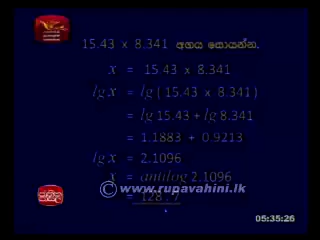 15.43 x 8.341 අගය සොයන්න.
x = 15 43 x 8.341
lg x = lg ( 15.43 x 8.341 )
= lg 15.43 + lg 8.341
= 1.1883 + 0.9213
lg x = 2.1096
x = antilog 2.1096
©www.rupavahini.lk
= 128 . 7
05:35:26